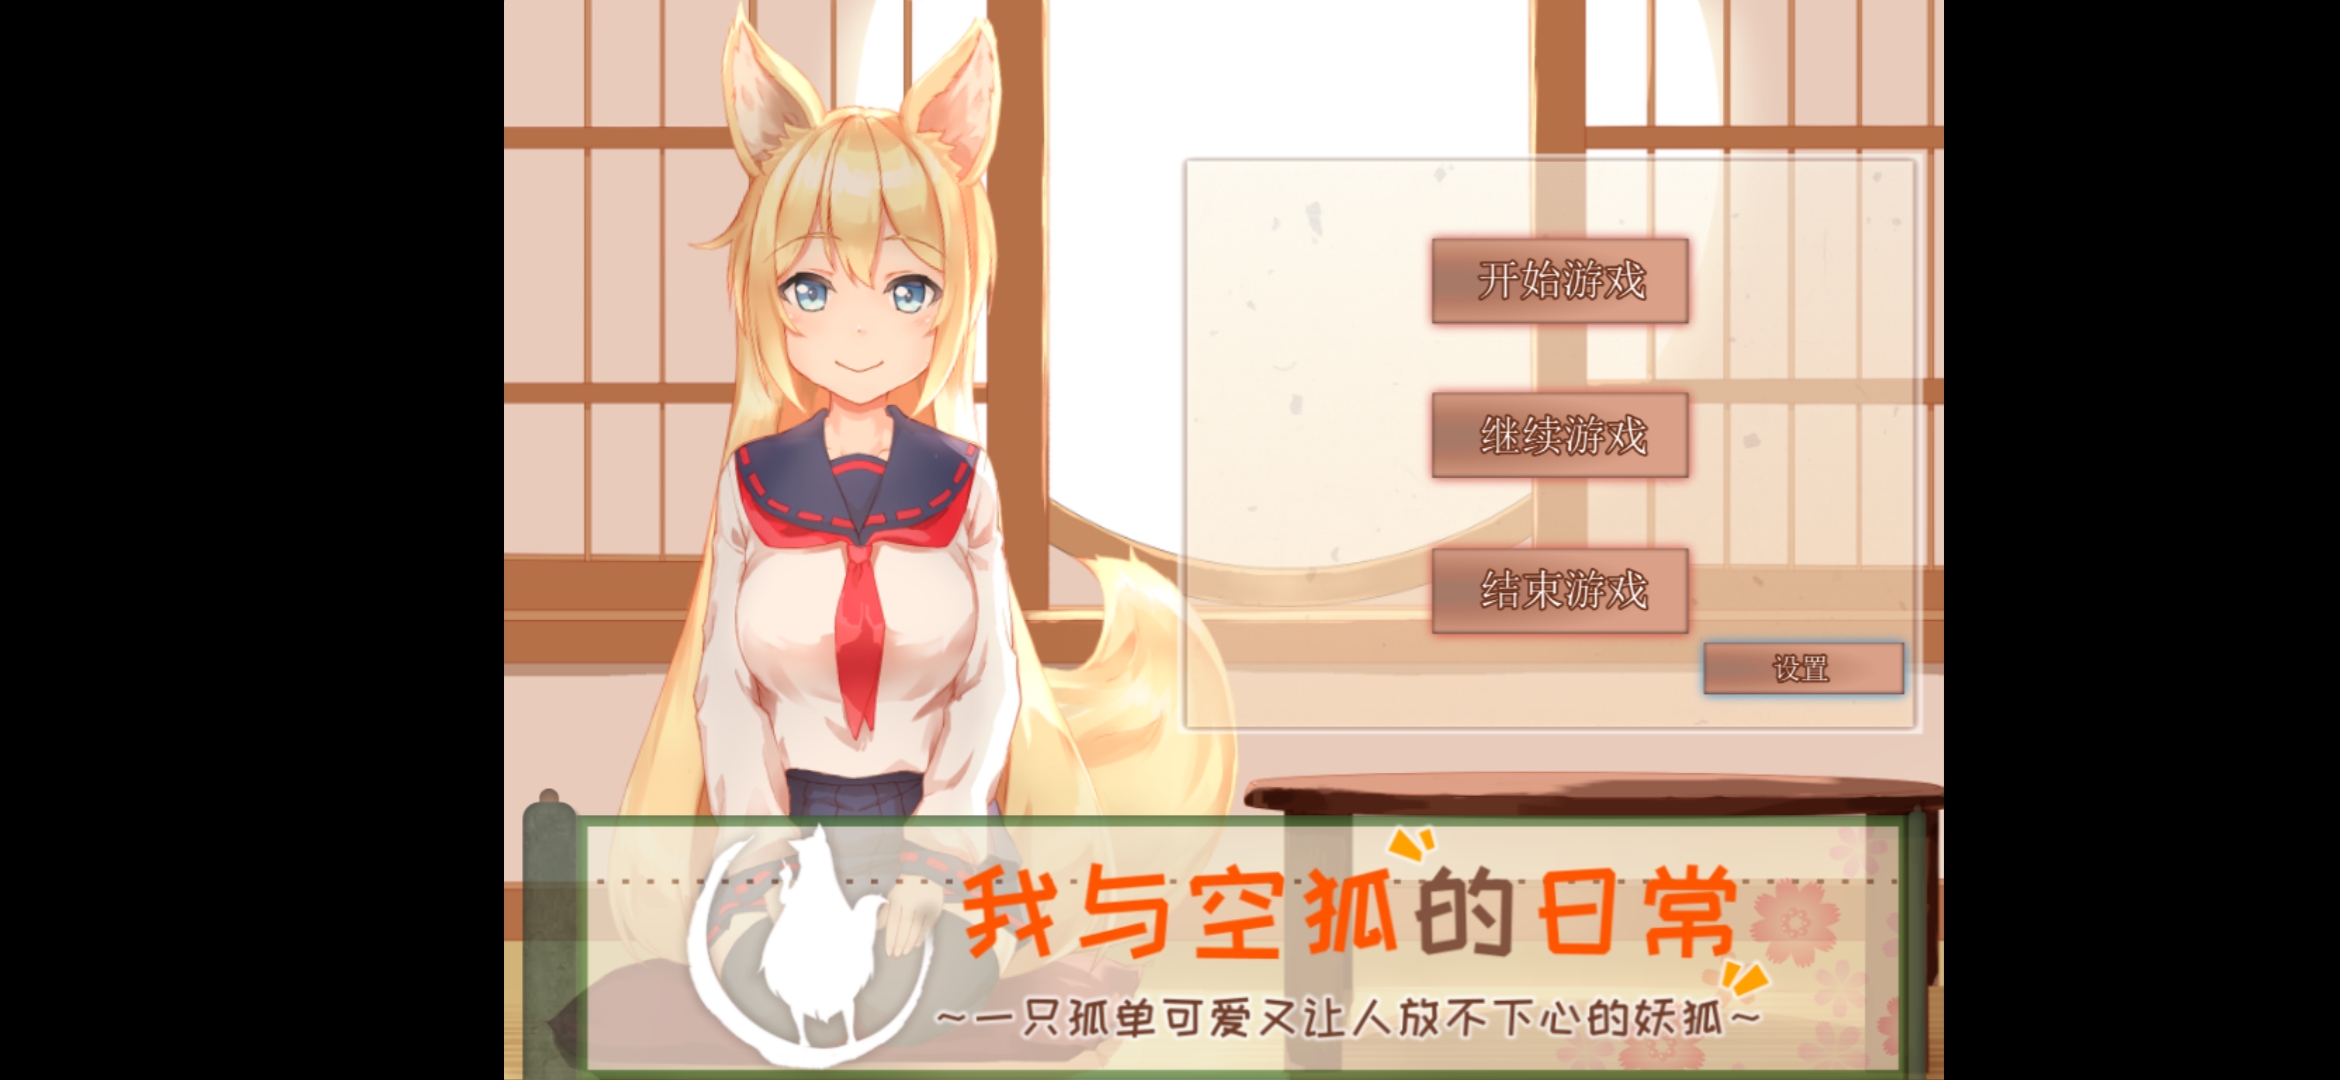 开始游戏
继续游戏
结束游戏
设置
我与空狐的日常
~一只孤单可爱又让人放不下心的妖狐~